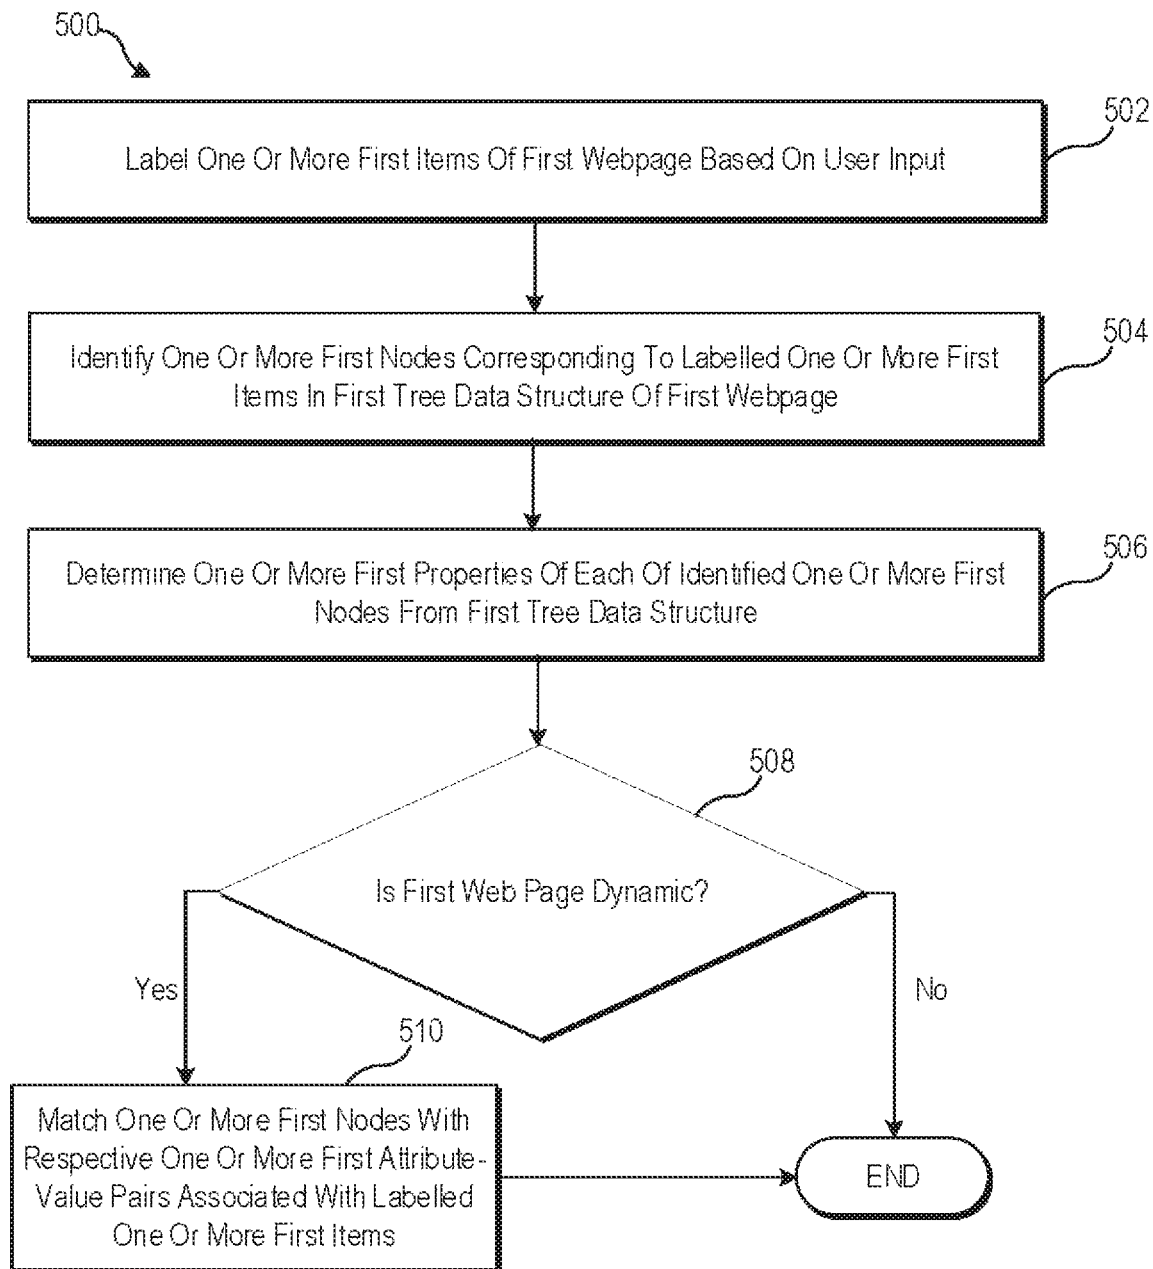 500
502
Label One Or More First Items Of First Webpage Based On User Input
504
Identify One Or More First Nodes Corresponding To Labelled One Or More First
Items In First Tree Data Structure Of First Webpage
506
Determine One Or More First Properties Of Each Of Identified One Or More First
Nodes From First Tree Data Structure
508
Is First Web Page Dynamic?
Yes
No
510
Match One Or More First Nodes With
Respective One Or More First Attribute-
Value Pairs Associated With Labelled
One Or More First Items
END